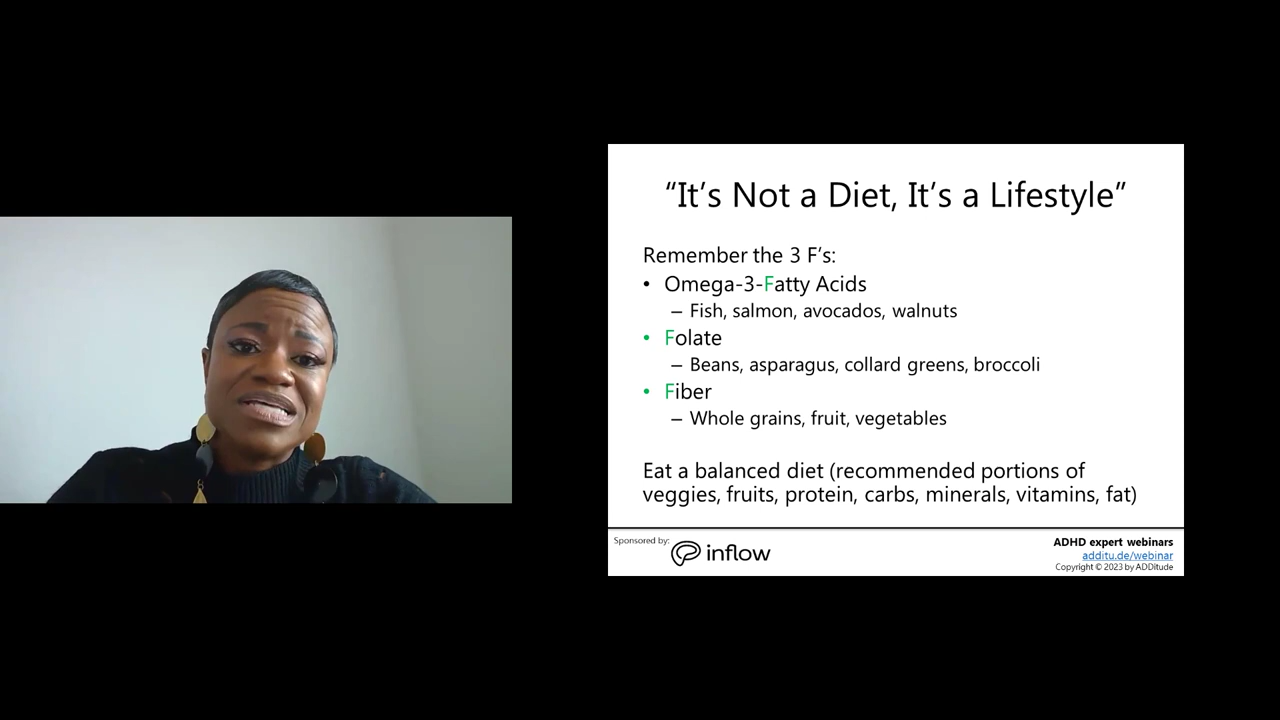 “It’s Not a Diet, It’s a Lifestyle”
Remember the 3 F’s:
• Omega-3-Fatty Acids
– Fish, salmon, avocados, walnuts
• Folate
– Beans, asparagus, collard greens, broccoli
• Fiber
– Whole grains, fruit, vegetables
Eat a balanced diet (recommended portions of
veggies, fruits, protein, carbs, minerals, vitamins, fat)
Sponsored by:
inflow
ADHD expert webinars
additu.de/webinar
Copyright © 2023 by ADDitude